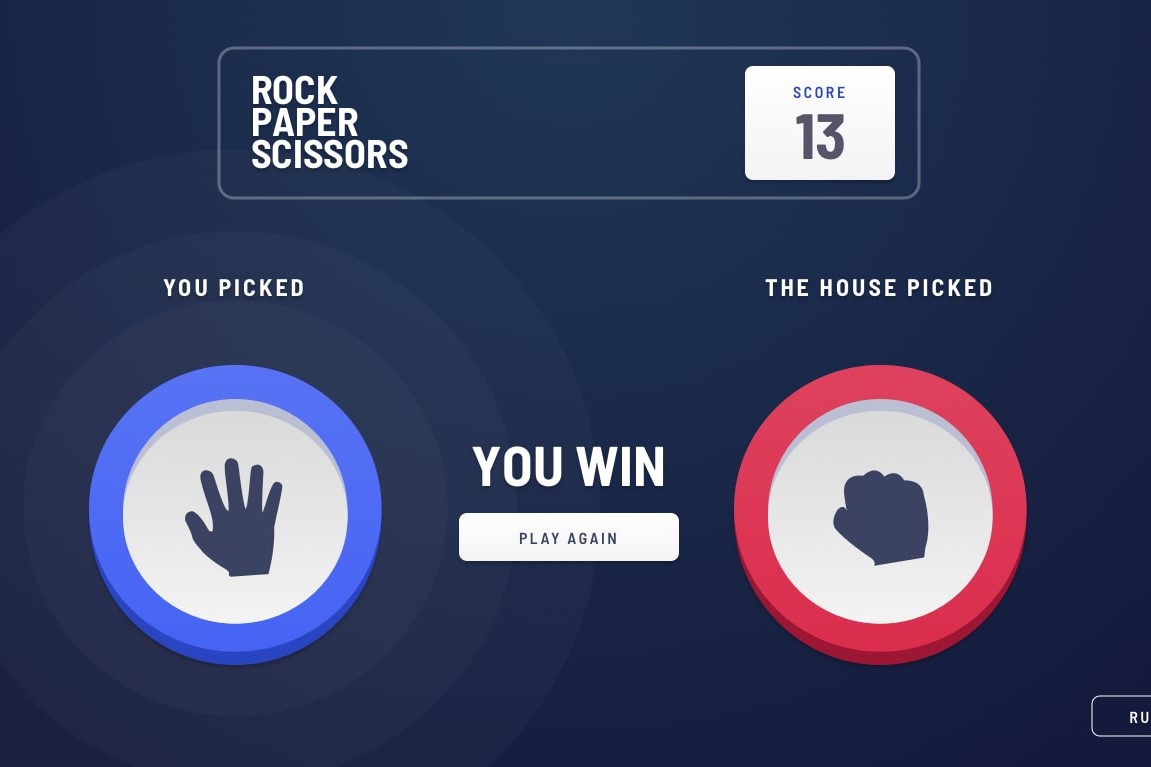 ROCK
PAPER
SCISSORS
SCORE
13
YOU PICKED
THE HOUSE PICKED
YOU WIN
PLAY AGAIN